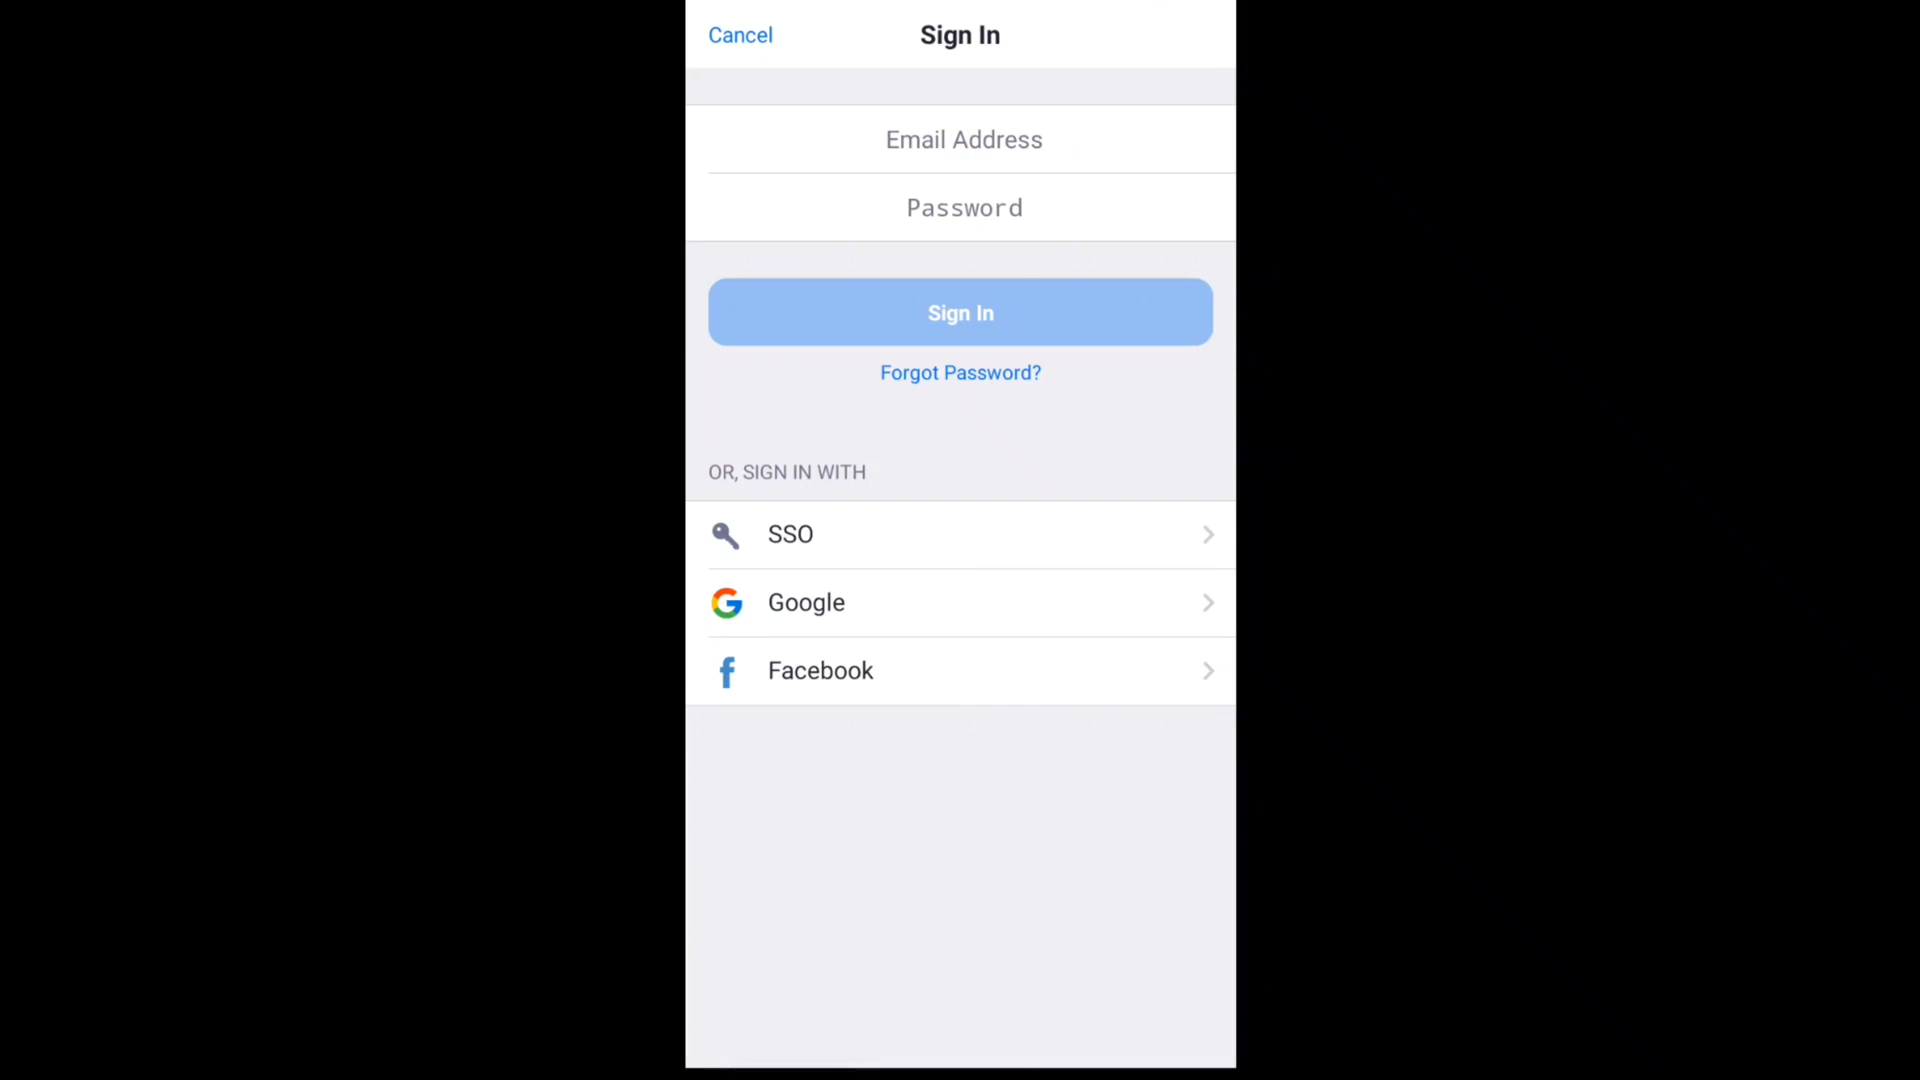 Cancel
Sign In
Email Address
Password
Sign In
Forgot Password?
OR, SIGN IN WITH
SSO
Google
Facebook